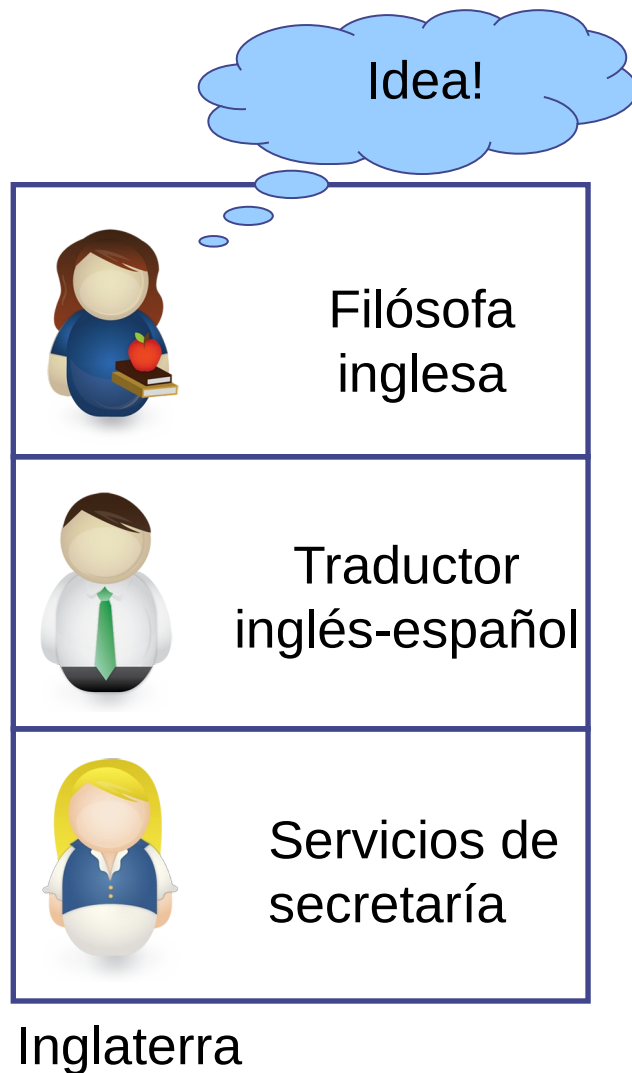 Idea!
Filósofa
inglesa
Traductor
inglés-español
Servicios de
secretaría
Inglaterra